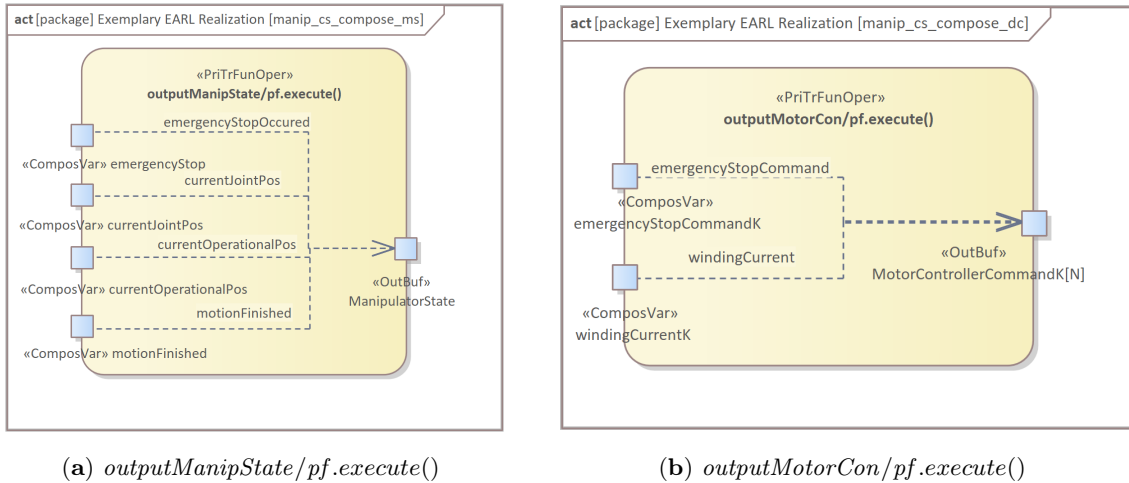 act [package] Exemplary EARL Realization [manip_cs_compose_ms]
«PriTrFunOper»
outputManipState/pf.execute()
emergencyStopOccured
«ComposVar» emergencyStop
currentJointPos
«ComposVar» currentJointPos
currentOperationalPos
«ComposVar» currentOperationalPos
«OutBuf»
ManipulatorState
motionFinished
«ComposVar» motionFinished
(a) outputManipState/pf.execute()
act [package] Exemplary EARL Realization [manip_cs_compose_dc]
«PriTrFunOper»
outputMotorCon/pf.execute()
emergencyStopCommand
«ComposVar»
emergencyStopCommandK
windingCurrent
«OutBuf»
MotorControllerCommandK[N]
«ComposVar»
windingCurrentK
(b) outputMotorCon/pf.execute()